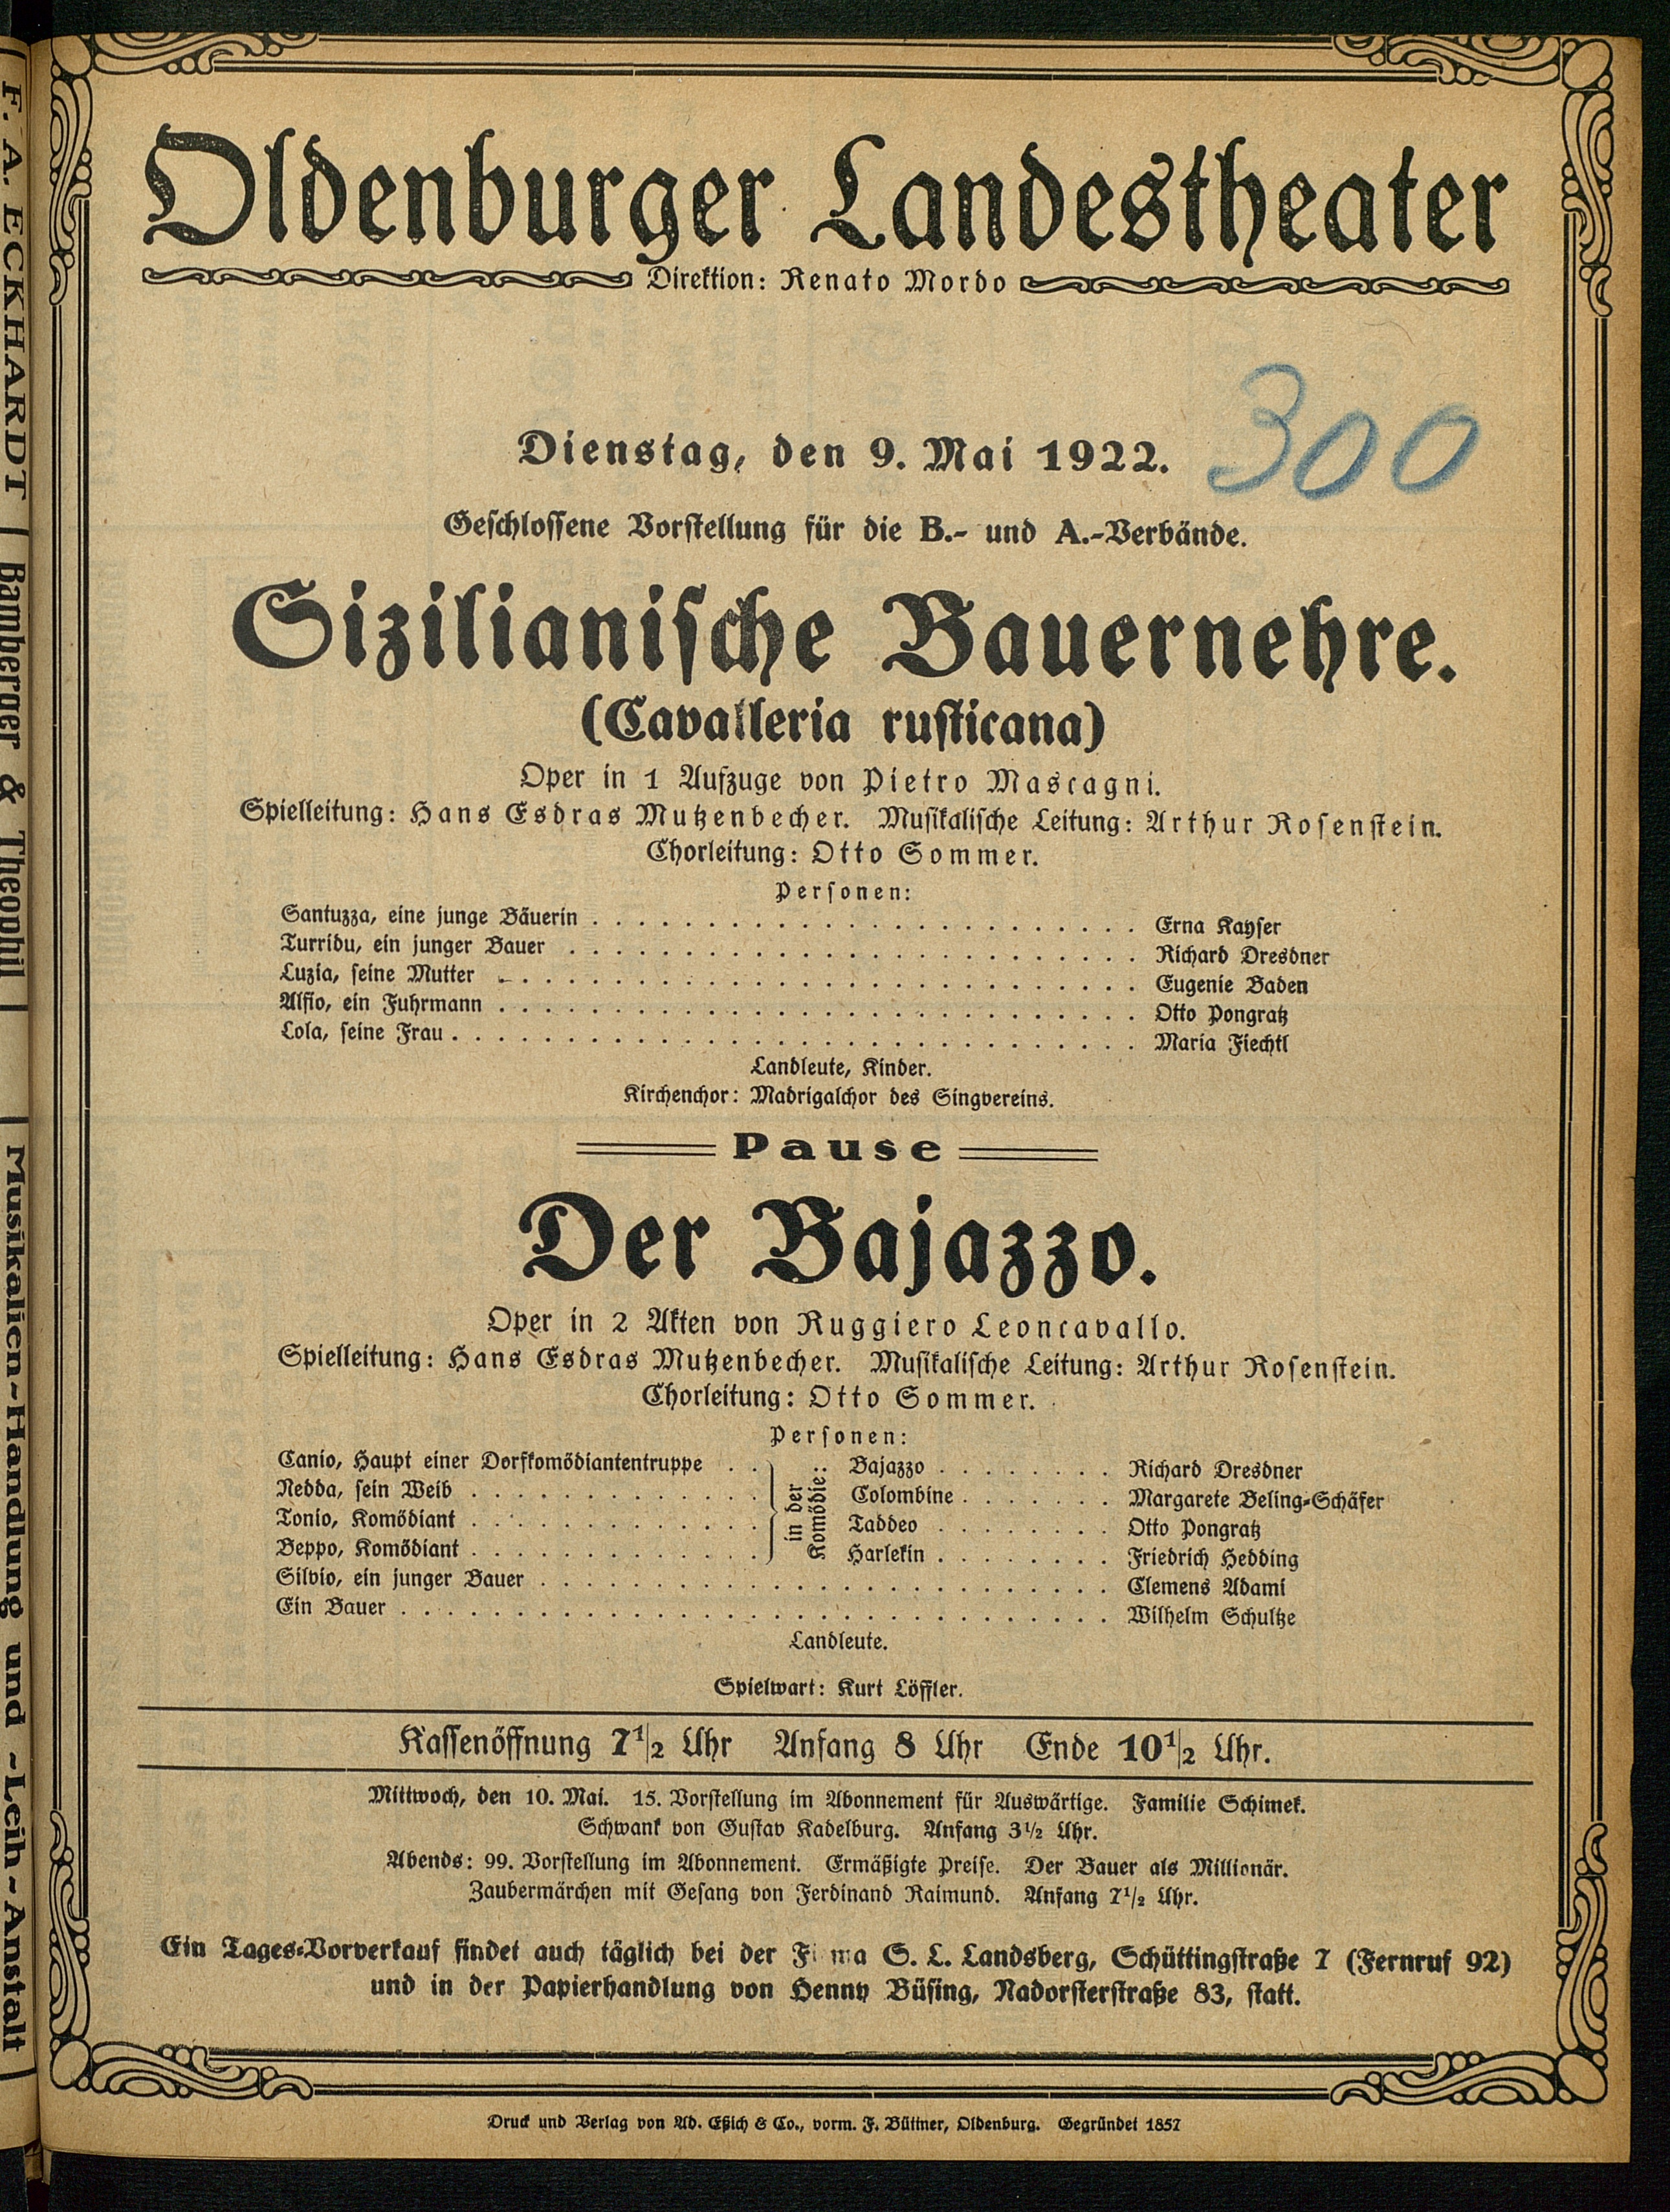 Oldenburger Landestheater
Direktion: Renato Mordo
300
Dienstag, den 9. Mai 1922.
Geschlossene Vorstellung für die B.- und A.-Verbände.
Sizilianische Bauernehre.
(Cavalleria rusticana)
Oper in 1 Aufzuge von Pietro Mascagni.
Spielleitung: Hans Esdras Mutzenbecher. Musikalische Leitung: Arthur Rosenstein.
Chorleitung: Otto Sommer.
Personen:
Santuzza, eine junge Bäuerin . . . Erna Kayser
Turridu, ein junger Bauer . . . Richard Dresdner
Luzia, seine Mutter . . . Eugenie Baden
Alfio, ein Fuhrmann . . . Otto Pongratz
Lola, seine Frau . . . Maria Fiechtl
Landleute, Kinder.
Kirchenchor: Madrigalchor des Singvereins.
Pause
Der Bajazzo.
Oper in 2 Akten von Ruggiero Leoncavallo.
Spielleitung: Hans Esdras Mutzenbecher. Musikalische Leitung: Arthur Rosenstein.
Chorleitung: Otto Sommer.
Personen:
Canio, Haupt einer Dorfkomödiantentruppe . . Bajazzo . . . Richard Dresdner
Nedda, sein Weib . . . Colombine . . . Margarete Beling-Schäfer
in der Komödie:
Tonio, Komödiant . . . Taddeo . . . Otto Pongratz
Beppo, Komödiant . . . Harlekin . . . Friedrich Hedding
Silvio, ein junger Bauer . . . Clemens Adami
Ein Bauer . . . Wilhelm Schultze
Landleute.
Spielwart: Kurt Löffler.
Kassenöffnung 7 1/2 Uhr Anfang 8 Uhr Ende 10 1/2 Uhr.
Mittwoch, den 10. Mai. 15. Vorstellung im Abonnement für Auswärtige. Familie Schimek.
Schwank von Gustav Kadelburg. Anfang 3 1/2 Uhr.
Abends: 99. Vorstellung im Abonnement. Ermäßigte Preise. Der Bauer als Millionär.
Zaubermärchen mit Gesang von Ferdinand Raimund. Anfang 7 1/2 Uhr.
Ein Tages-Vorverkauf findet auch täglich bei der Firma S. L. Landsberg, Schüttingstraße 7 (Fernruf 92)
und in der Papierhandlung von Henny Büsing, Nadorsterstraße 83, statt.
Druck und Verlag von Ad. Eßich & Co., vorm. F. Büttner, Oldenburg. Gegründet 1857
F. A. ECKHARDT
Bamberger & Theophil
Musikalien-Handlung und -Leih-Anstalt